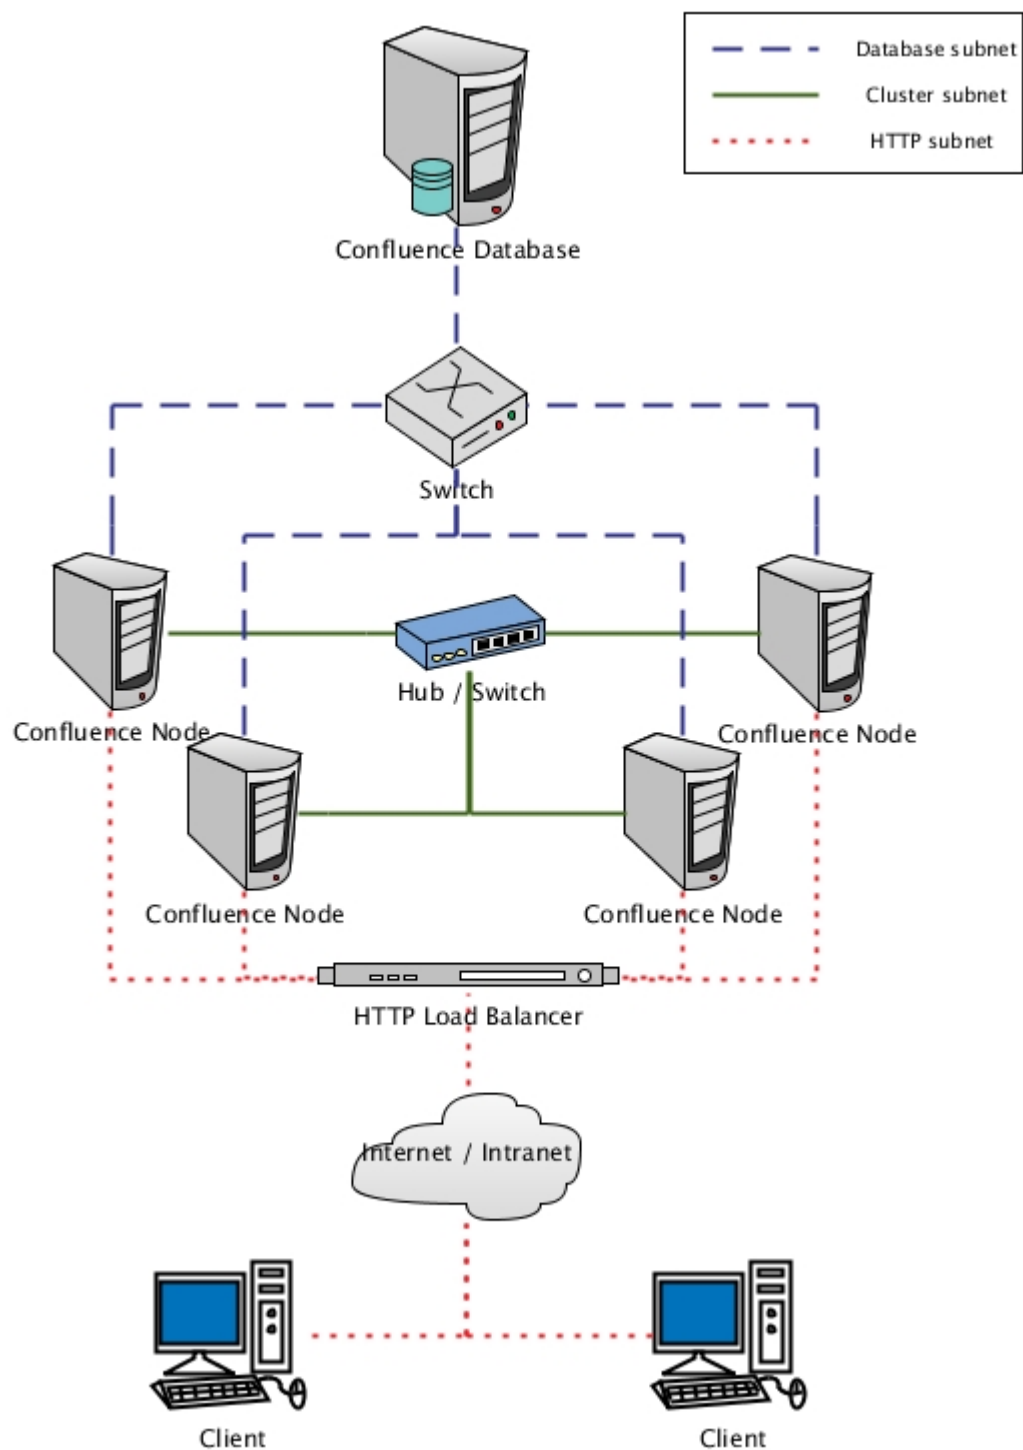 Database subnet
Cluster subnet
HTTP subnet
Confluence Database
Switch
Hub / Switch
Confluence Node
Confluence Node
Confluence Node
Confluence Node
HTTP Load Balancer
Internet / Intranet
Client
Client